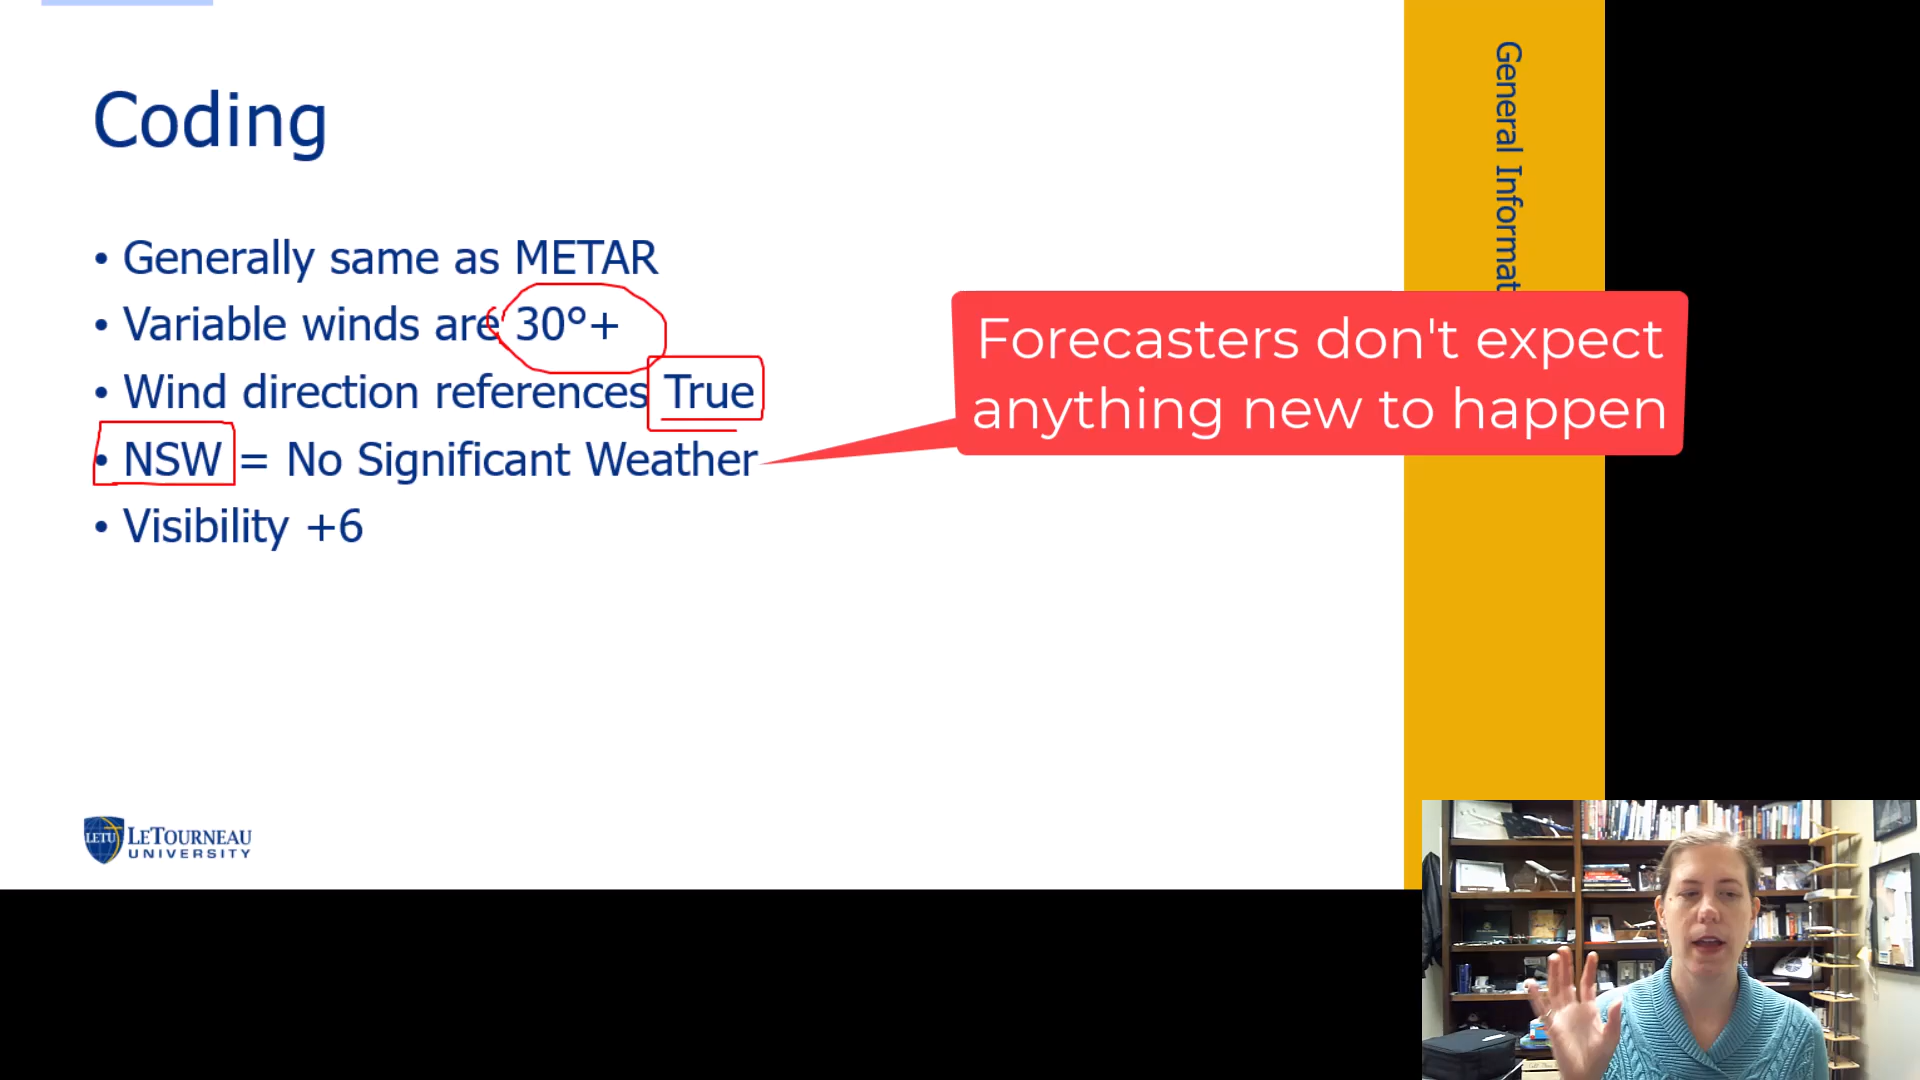 Coding
• Generally same as METAR
• Variable winds are 30°+
• Wind direction references True
• NSW = No Significant Weather
• Visibility +6
Forecasters don't expect
anything new to happen
General Informat
LETU
LETOURNEAU
UNIVERSITY